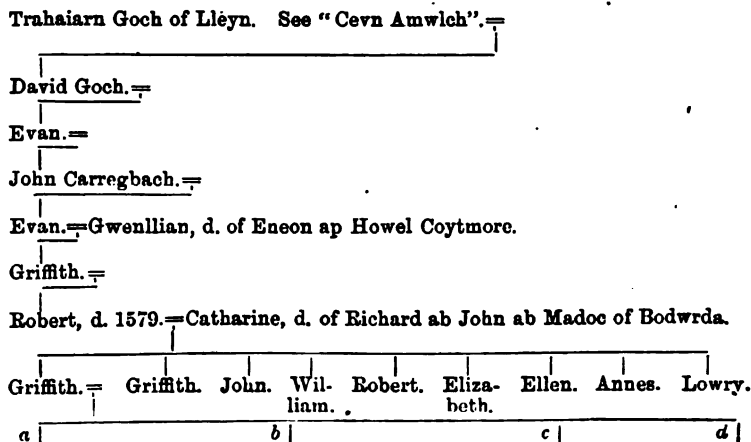 Trahaiarn Goch of Llëyn. See "Cevn Amwlch".=
David Goch.=
Evan.=
John Carregbach.=
Evan.=Gwenllian, d. of Eneon ap Howel Coytmore.
Griffith.=
Robert, d. 1579.=Catharine, d. of Richard ab John ab Madoc of Bodwrda.
Griffith.= Griffith. John. Wil- Robert. Eliza- Ellen. Annes. Lowry.
liam. beth.
a b c d